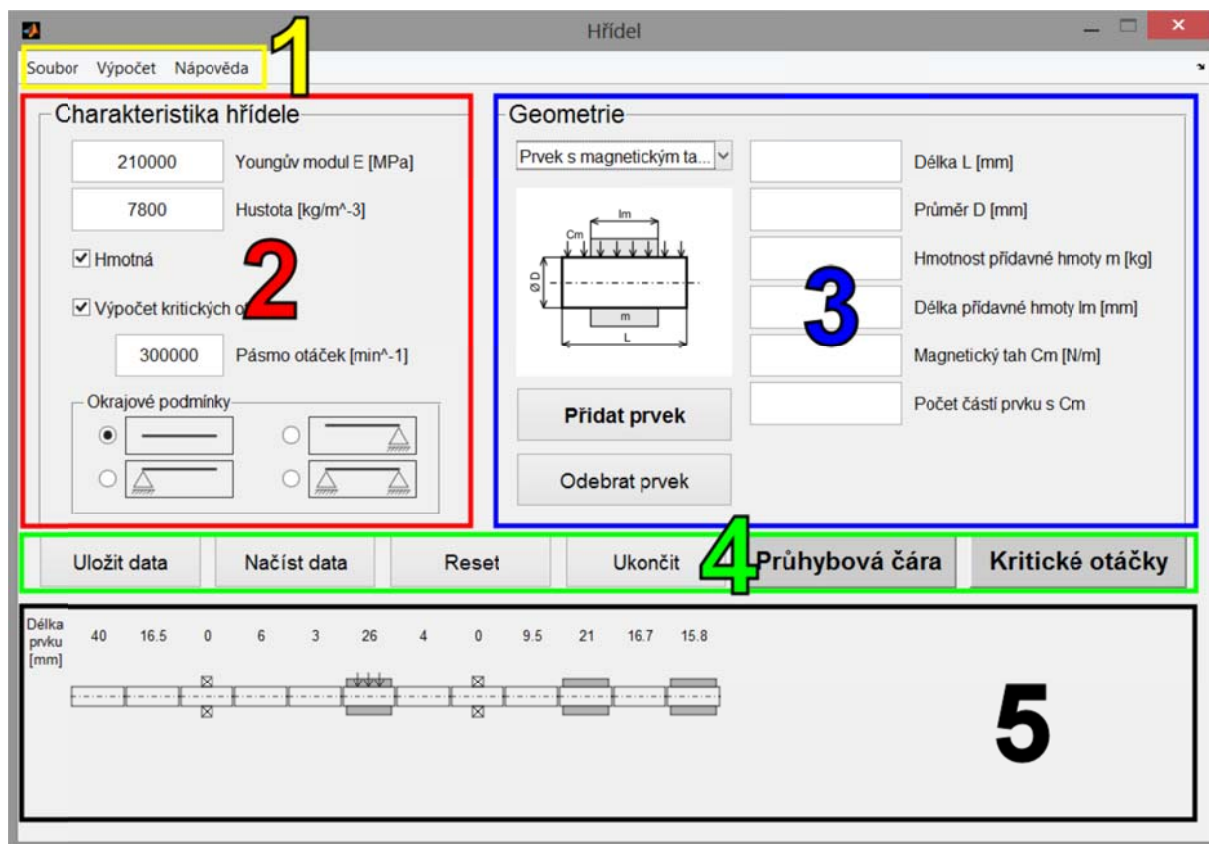 Hřídel
1
Soubor Výpočet Nápověda
Charakteristika hřídele
210000 Youngův modul E [MPa]
7800 Hustota [kg/m^-3]
Hmotná
2
Výpočet kritických
300000 Pásmo otáček [min^-1]
Okrajové podmínky
Geometrie
Prvek s magnetickým ta...
lm
Cm
Ø D
m
L
Přidat prvek
Odebrat prvek
Délka L [mm]
Průměr D [mm]
Hmotnost přídavné hmoty m [kg]
3
Délka přídavné hmoty lm [mm]
Magnetický tah Cm [N/m]
Počet částí prvku s Cm
4
Uložit data Načíst data Reset Ukončit Průhybová čára Kritické otáčky
Délka
prvku
[mm]
40 16.5 0 6 3 26 4 0 9.5 21 16.7 15.8
5